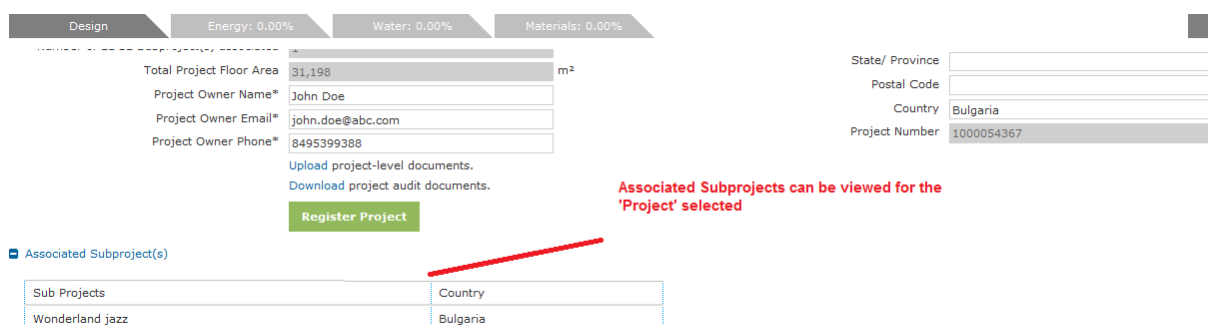 Design
Energy: 0.00%
Water: 0.00%
Materials: 0.00%
Total Project Floor Area 31,198 m²
Project Owner Name* John Doe
Project Owner Email* john.doe@abc.com
Project Owner Phone* 8495399388
Upload project-level documents.
Download project audit documents.
Register Project
State/ Province
Postal Code
Country Bulgaria
Project Number 1000054367
Associated Subprojects can be viewed for the
'Project' selected
Associated Subproject(s)
Sub Projects Country
Wonderland jazz Bulgaria